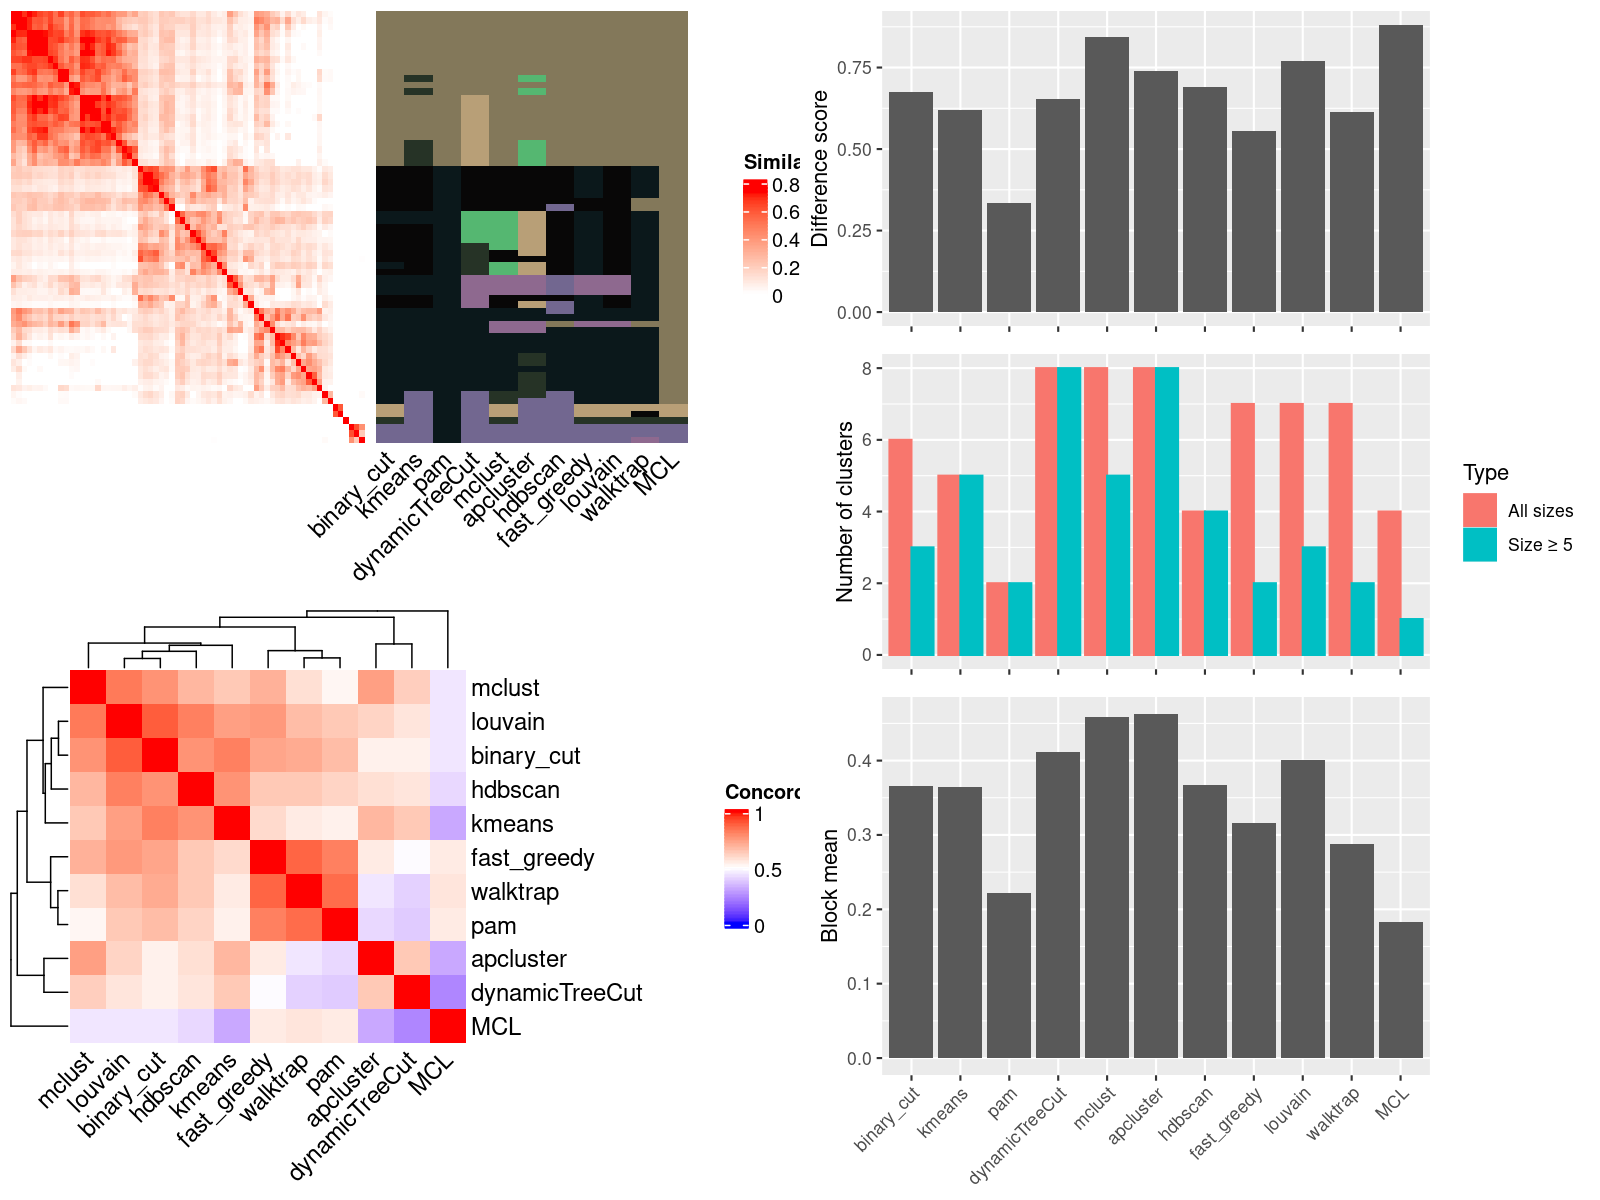 Simila
0.8
0.6
0.4
0.2
0
binary_cut
kmeans
pam
dynamicTreeCut
mclust
apcluster
hdbscan
fast_greedy
louvain
walktrap
MCL
mclust
louvain
binary_cut
hdbscan
kmeans
fast_greedy
walktrap
pam
apcluster
dynamicTreeCut
MCL
mclust
louvain
binary_cut
hdbscan
kmeans
fast_greedy
walktrap
pam
apcluster
dynamicTreeCut
MCL
Concord
1
0.5
0
Difference score
0.75
0.50
0.25
0.00
Number of clusters
8
6
4
2
0
Type
All sizes
Size ≥ 5
Block mean
0.4
0.3
0.2
0.1
0.0
binary_cut
kmeans
pam
dynamicTreeCut
mclust
apcluster
hdbscan
fast_greedy
louvain
walktrap
MCL